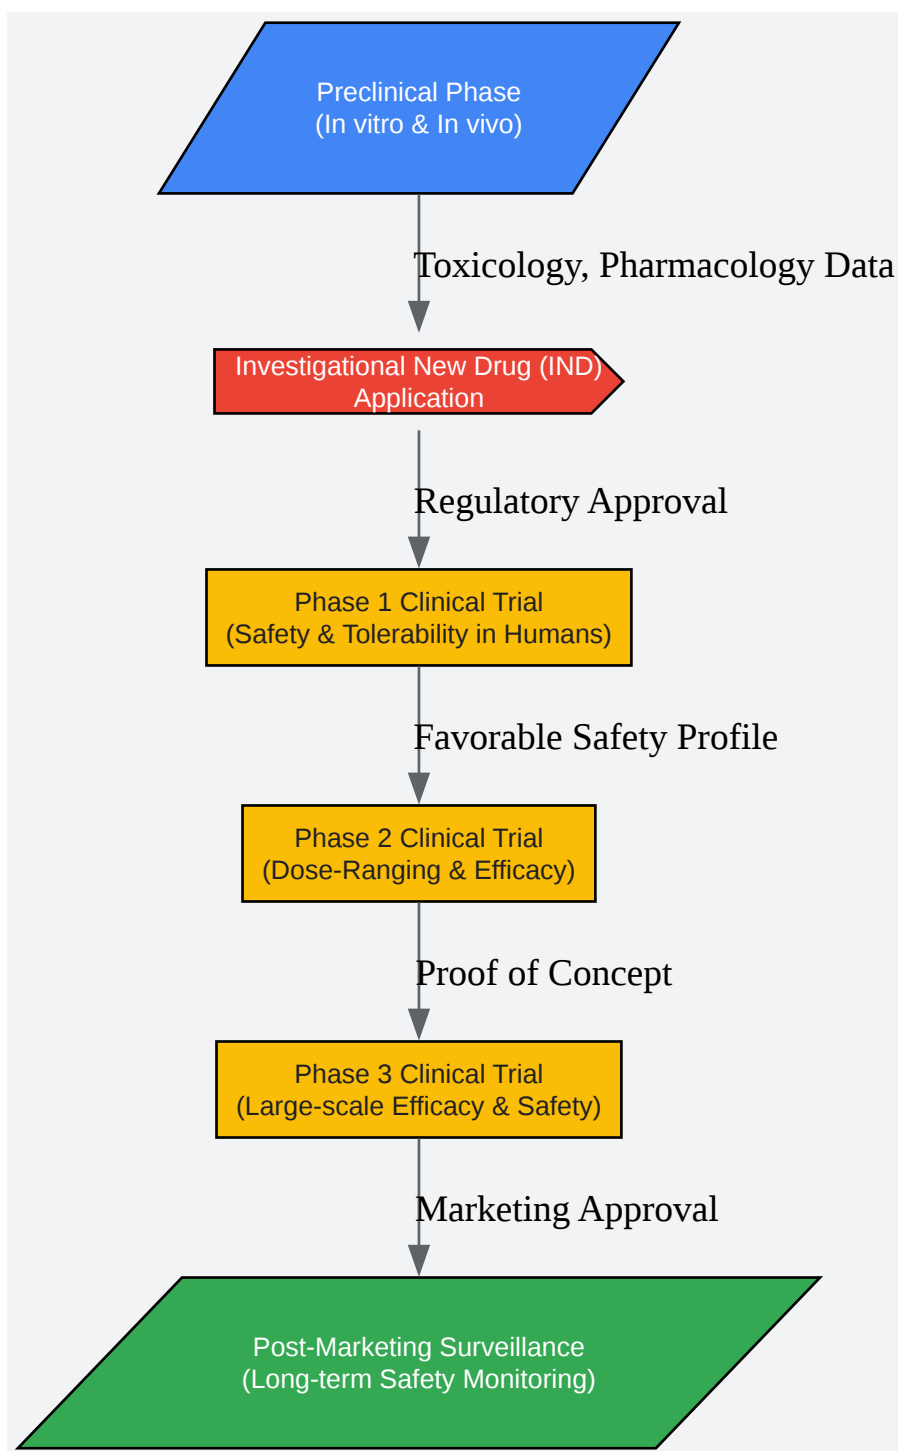 Preclinical Phase
(In vitro & In vivo)
Toxicology, Pharmacology Data
Investigational New Drug (IND)
Application
Regulatory Approval
Phase 1 Clinical Trial
(Safety & Tolerability in Humans)
Favorable Safety Profile
Phase 2 Clinical Trial
(Dose-Ranging & Efficacy)
Proof of Concept
Phase 3 Clinical Trial
(Large-scale Efficacy & Safety)
Marketing Approval
Post-Marketing Surveillance
(Long-term Safety Monitoring)